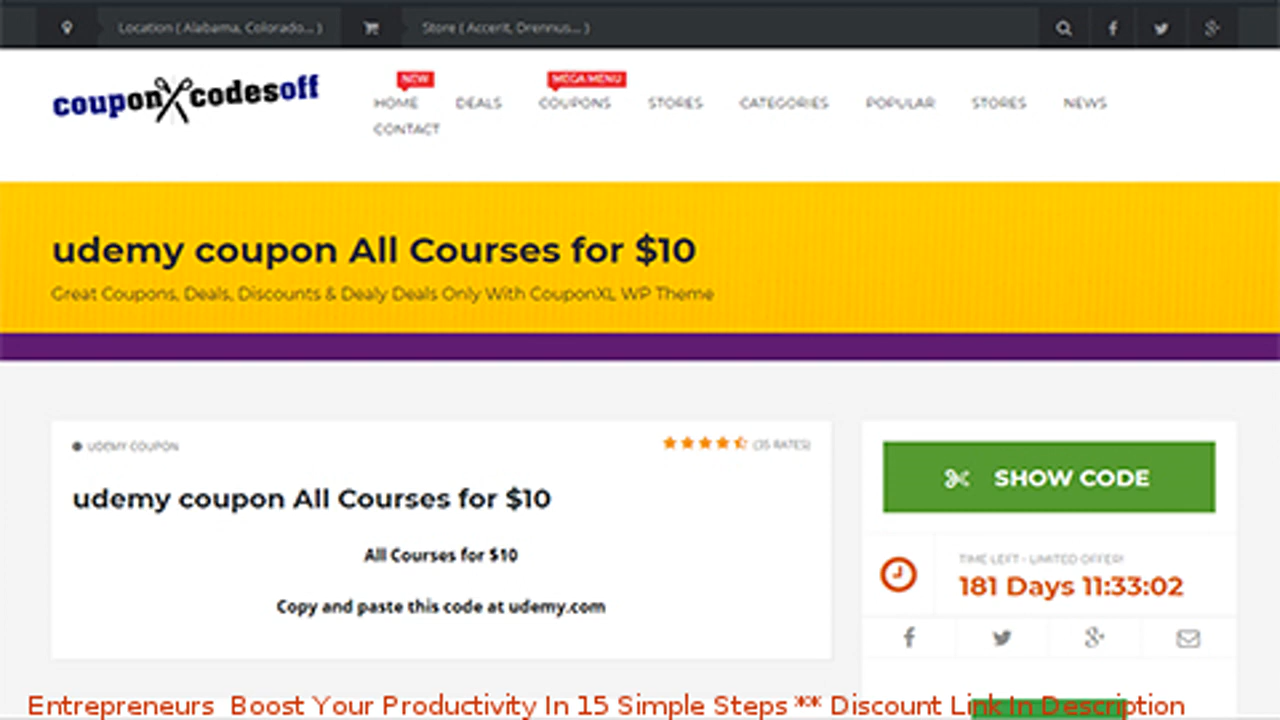 Location ( Alabama, Colorado... )
Store ( Accerit, Drennus... )
couponXcodesoff
NEW
MEGA MENU
HOME DEALS COUPONS STORES CATEGORIES POPULAR STORES NEWS
CONTACT
udemy coupon All Courses for $10
Great Coupons, Deals, Discounts & Dealy Deals Only With CouponXL WP Theme
UDEMY COUPON
(35 RATES)
udemy coupon All Courses for $10
All Courses for $10
Copy and paste this code at udemy.com
SHOW CODE
TIME LEFT - LIMITED OFFER!
181 Days 11:33:02
Entrepreneurs Boost Your Productivity In 15 Simple Steps ** Discount Link In Description